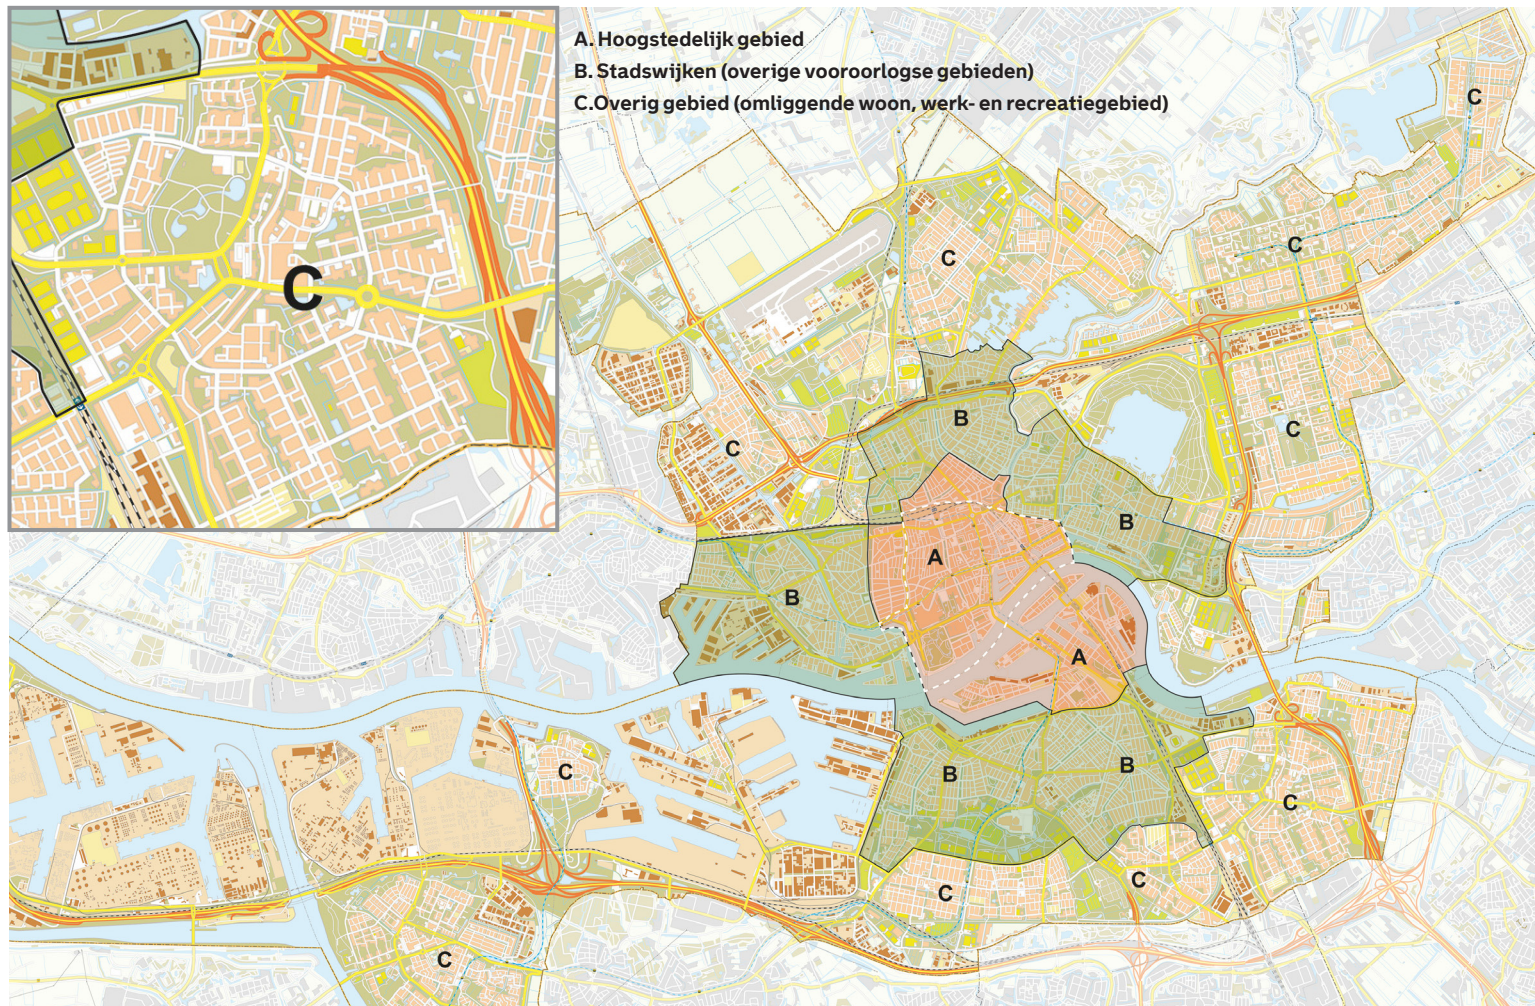 A. Hoogstedelijk gebied
B. Stadswijken (overige vooroorlogse gebieden)
C.Overig gebied (omliggende woon, werk- en recreatiegebied)
C
C
C
C
C
C
B
B
A
B
A
C
B
B
C
C
C
C